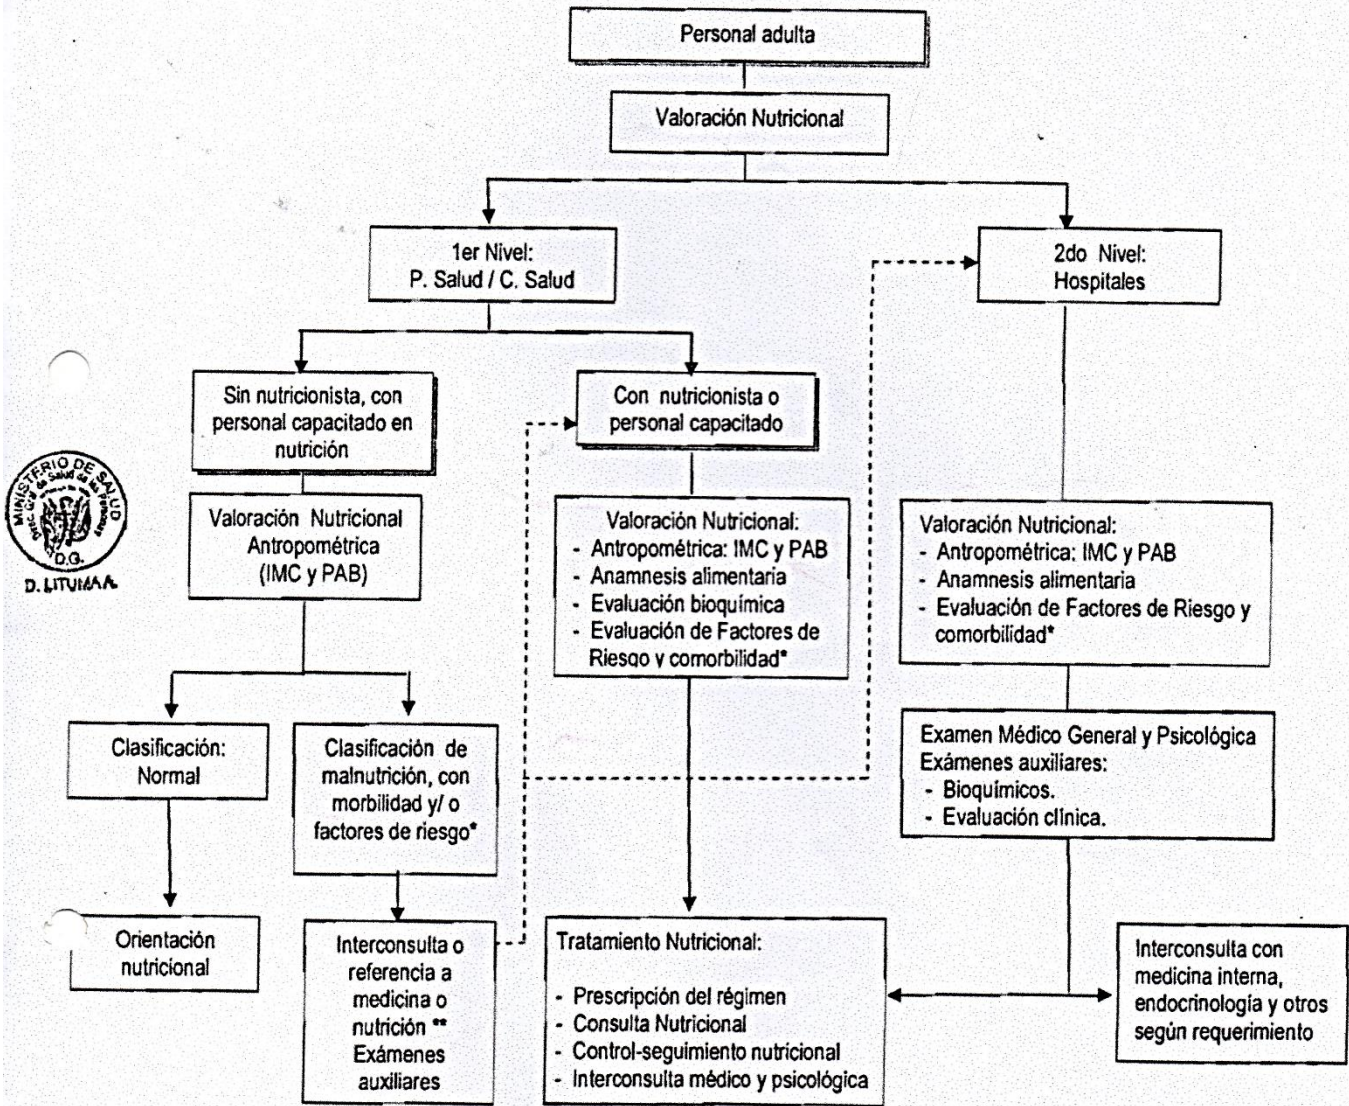 Personal adulta
Valoración Nutricional
1er Nivel:
P. Salud / C. Salud
2do Nivel:
Hospitales
Sin nutricionista, con
personal capacitado en
nutrición
Con nutricionista o
personal capacitado
MINISTERIO DE SALUD
D.G.
D. LITUMA A.
Valoración Nutricional
Antropométrica
(IMC y PAB)
Valoración Nutricional:
- Antropométrica: IMC y PAB
- Anamnesis alimentaria
- Evaluación bioquímica
- Evaluación de Factores de
Riesgo y comorbilidad*
Valoración Nutricional:
- Antropométrica: IMC y PAB
- Anamnesis alimentaria
- Evaluación de Factores de Riesgo y
comorbilidad*
Clasificación:
Normal
Clasificación de
malnutrición, con
morbilidad y/ o
factores de riesgo*
Examen Médico General y Psicológica
Exámenes auxiliares:
- Bioquímicos.
- Evaluación clínica.
Orientación
nutricional
Interconsulta o
referencia a
medicina o
nutrición **
Exámenes
auxiliares
Tratamiento Nutricional:
- Prescripción del régimen
- Consulta Nutricional
- Control-seguimiento nutricional
- Interconsulta médico y psicológica
Interconsulta con
medicina interna,
endocrinología y otros
según requerimiento